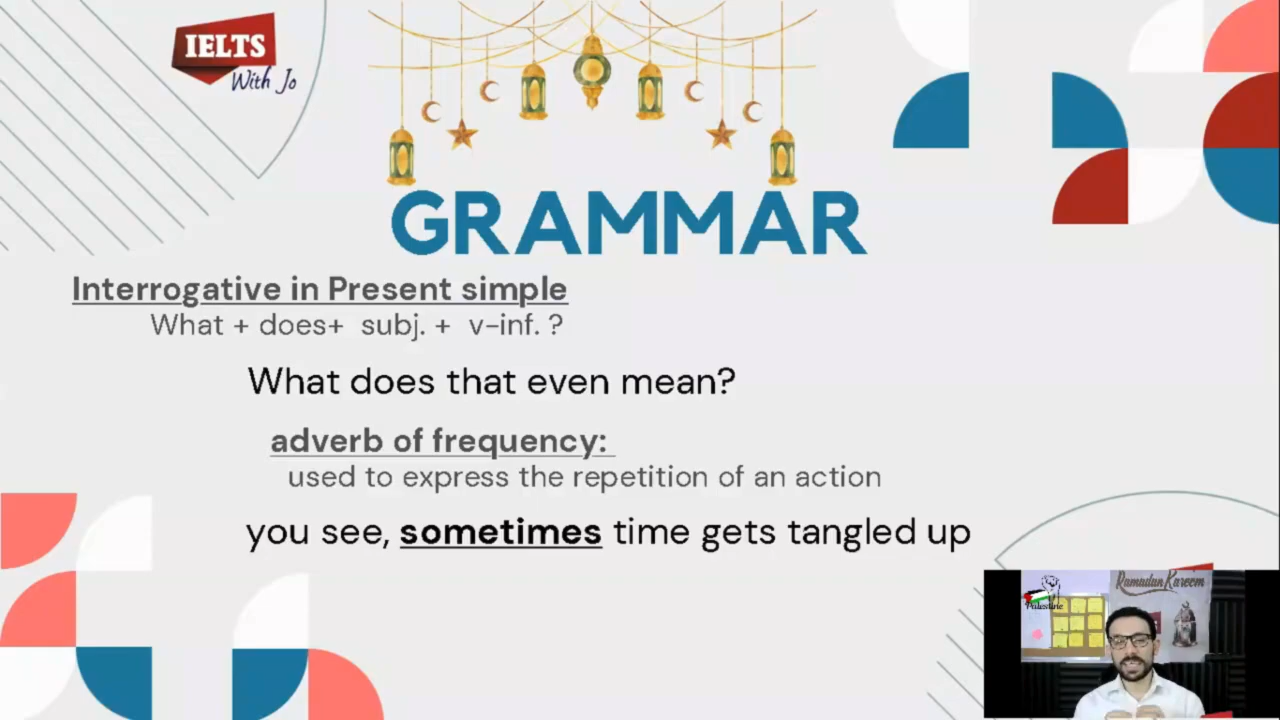 IELTS
With Jo
GRAMMAR
Interrogative in Present simple
What + does+ subj. + v-inf. ?
What does that even mean?
adverb of frequency:
used to express the repetition of an action
you see, sometimes time gets tangled up
Ramadan Kareem
Palestine